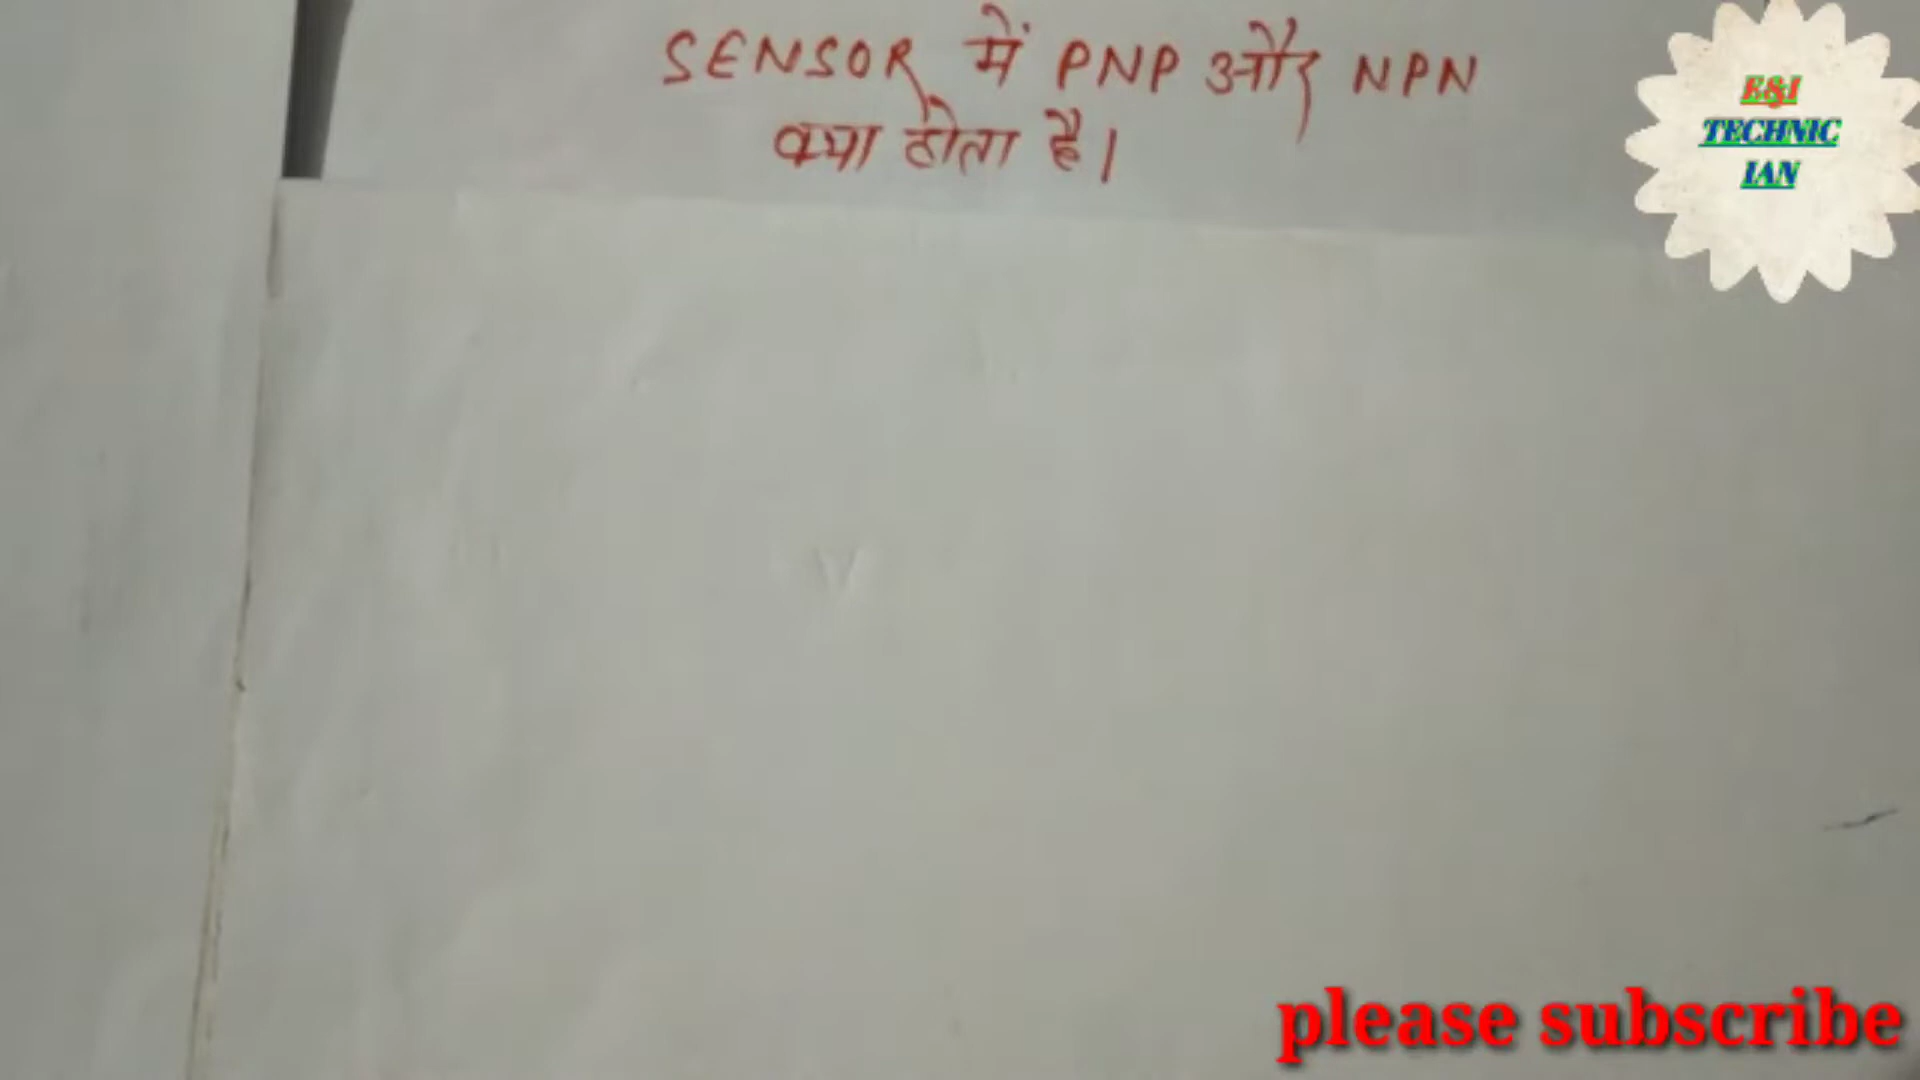 SENSOR में PNP और NPN
क्या होता है।
E&I
TECHNIC
IAN
please subscribe